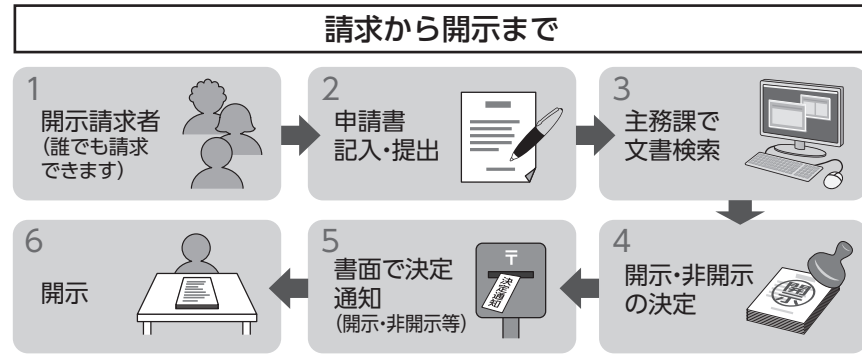 請求から開示まで
1
開示請求者
(誰でも請求
できます)
2
申請書
記入・提出
3
主務課で
文書検索
4
開示・非開示
の決定
開示
5
書面で決定
通知
(開示・非開示等)
〒
決定通知
6
開示